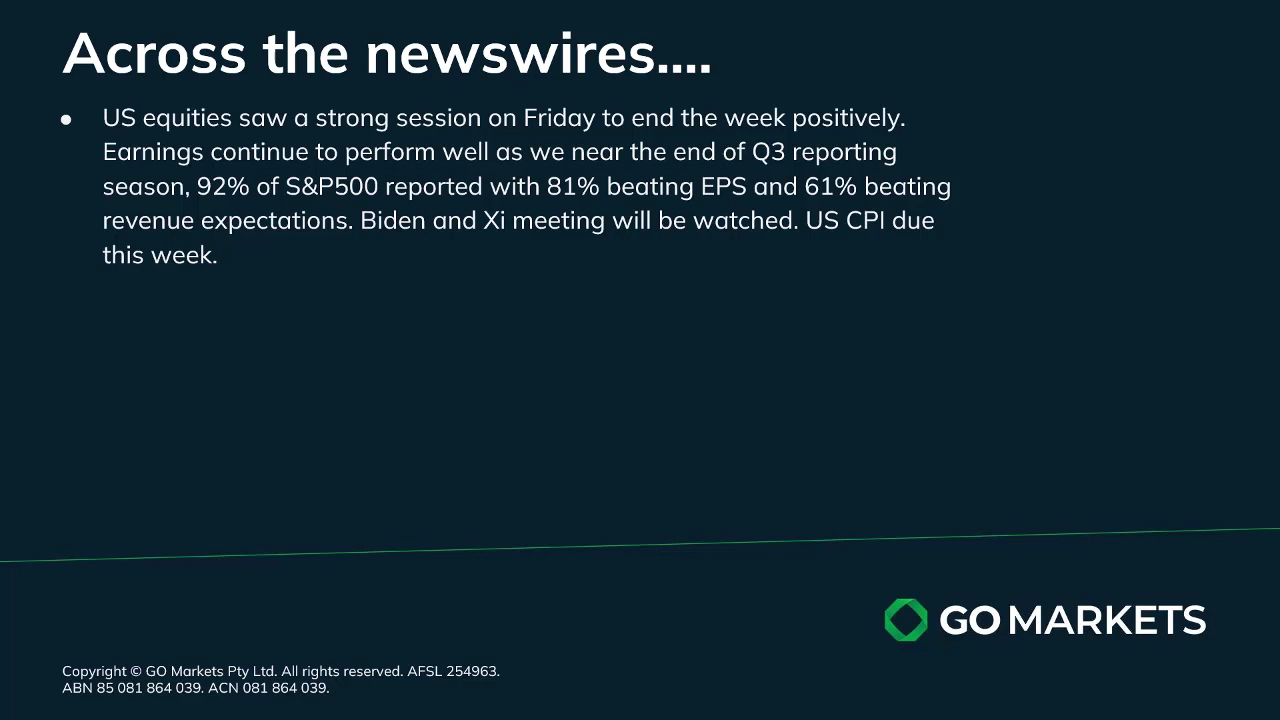 Across the newswires....
● US equities saw a strong session on Friday to end the week positively.
Earnings continue to perform well as we near the end of Q3 reporting
season, 92% of S&P500 reported with 81% beating EPS and 61% beating
revenue expectations. Biden and Xi meeting will be watched. US CPI due
this week.
GO MARKETS
Copyright © GO Markets Pty Ltd. All rights reserved. AFSL 254963.
ABN 85 081 864 039. ACN 081 864 039.